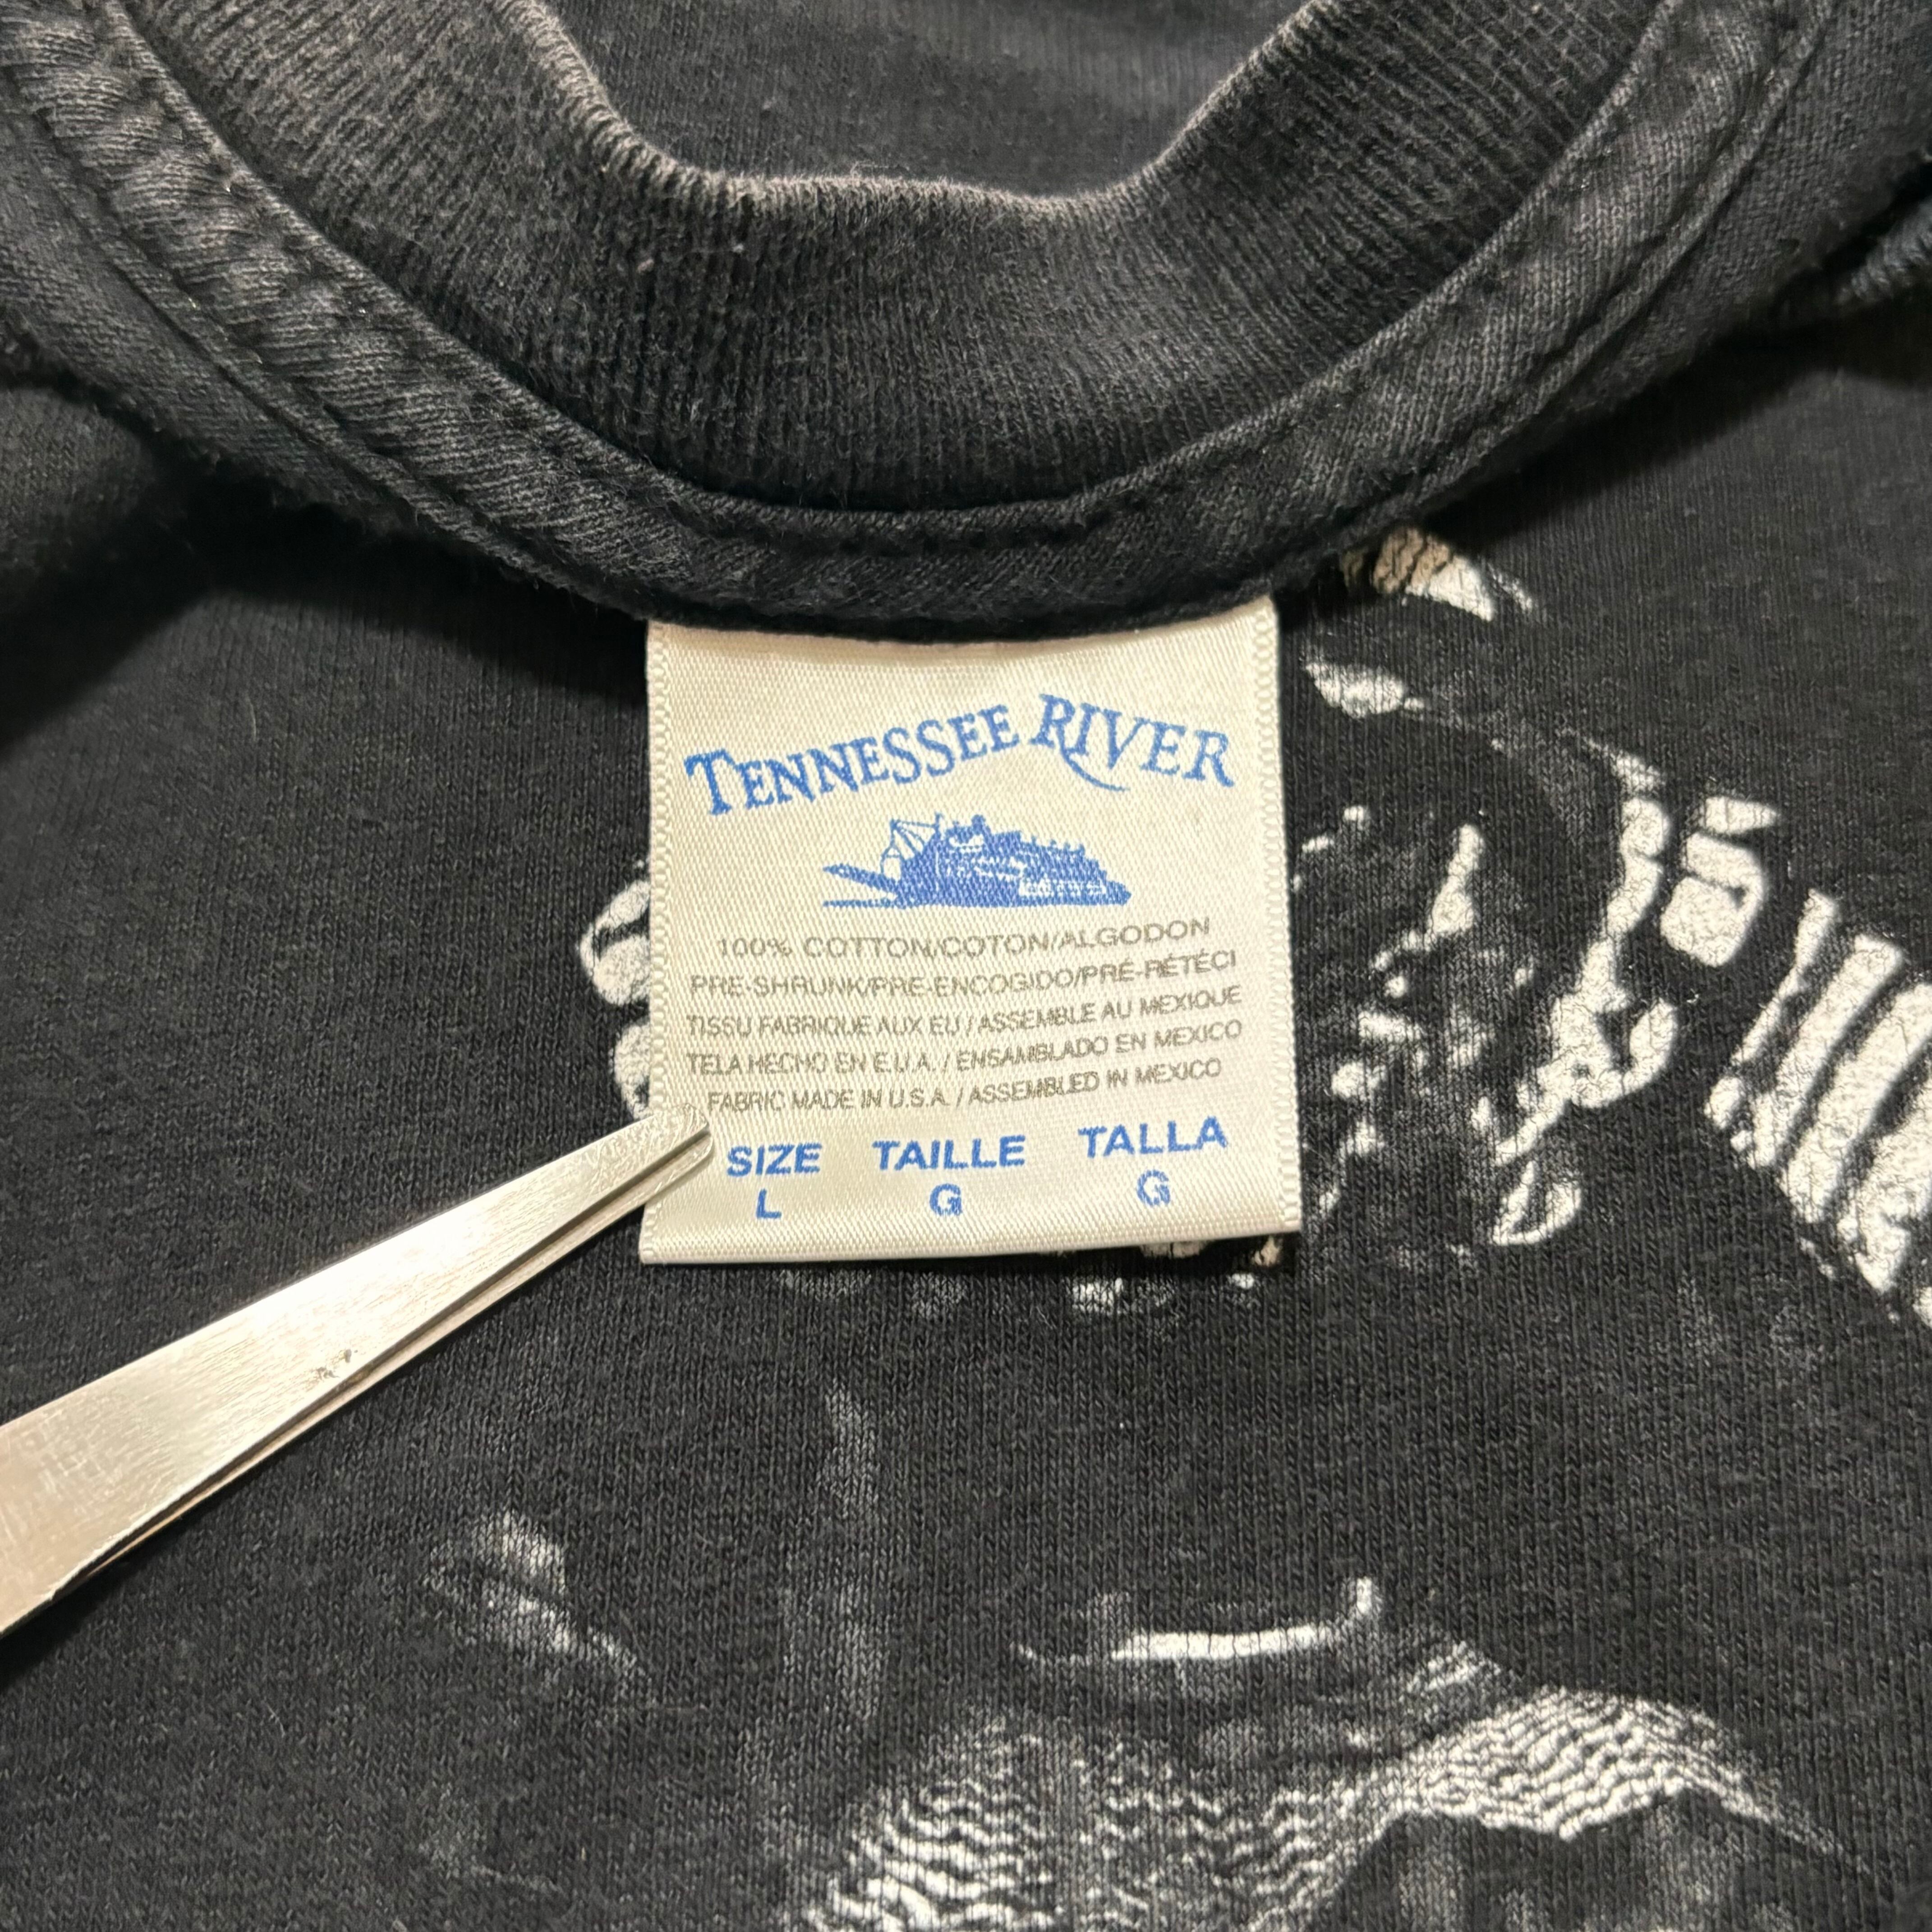 TENNESSEE RIVER
100% COTTON/COTON/ALGODON
PRE-SHRUNK/PRE-ENCOGIDO/PRÉ-RÉTÉCI
TISSU FABRIQUE AUX EU / ASSEMBLE AU MEXIQUE
TELA HECHO EN E.U.A. / ENSAMBLADO EN MEXICO
FABRIC MADE IN U.S.A. / ASSEMBLED IN MEXICO
SIZE TAILLE TALLA
L G G